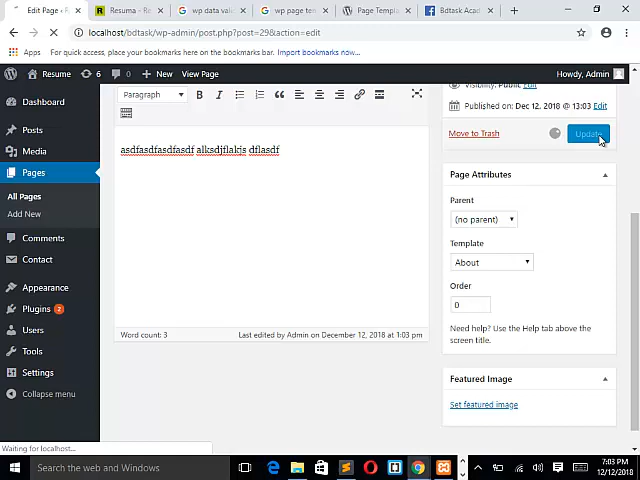 Edit Page ‹ R
Resuma – Re
wp data valid
wp page tem
Page Templa
Bdtask Acad
localhost/bdtask/wp-admin/post.php?post=29&action=edit
Apps For quick access, place your bookmarks here on the bookmarks bar. Import bookmarks now...
Resume 6 0 New View Page Howdy, Admin
Dashboard
Posts
Media
Pages
All Pages
Add New
Comments
Contact
Appearance
Plugins 2
Users
Tools
Settings
Collapse menu
Paragraph B I
asdfasdfasdfasdf alksdjflakjs dflasdf
Word count: 3 Last edited by Admin on December 12, 2018 at 1:03 pm
Visibility: Public Edit
Published on: Dec 12, 2018 @ 13:03 Edit
Move to Trash Update
Page Attributes
Parent
(no parent)
Template
About
Order
0
Need help? Use the Help tab above the
screen title.
Featured Image
Set featured image
Waiting for localhost...
Search the web and Windows
7:03 PM
12/12/2018